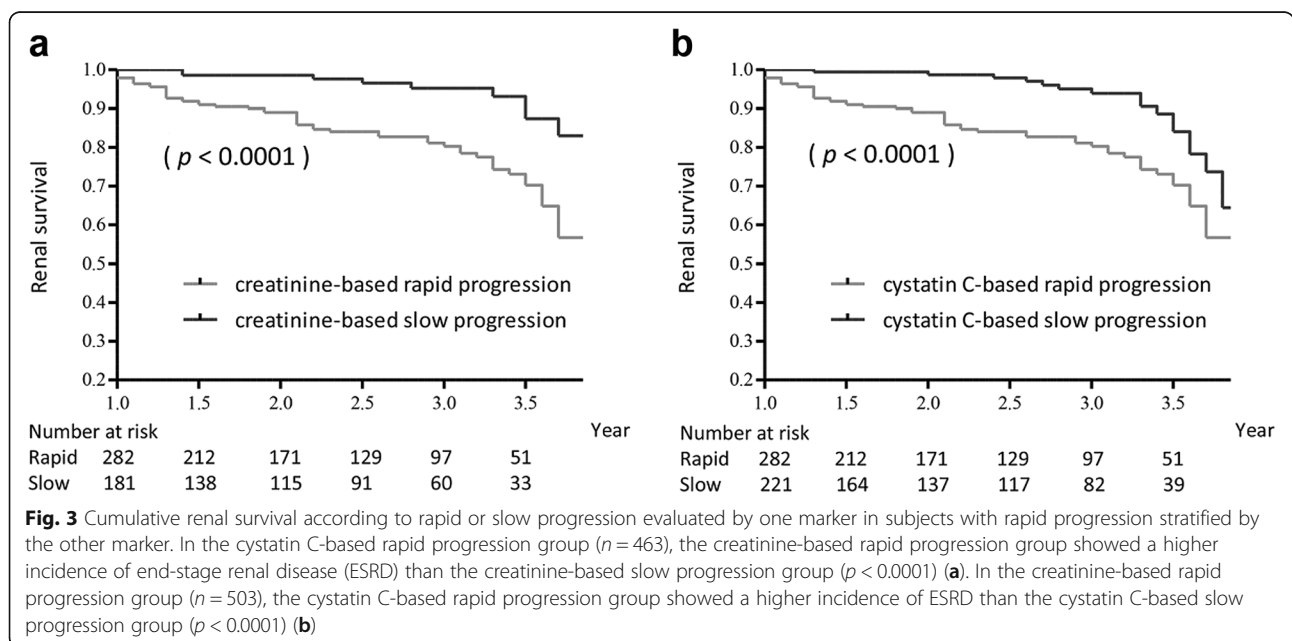 a
1.0
0.9
0.8
0.7
0.6
0.5
0.4
0.3
0.2
Renal survival
( p < 0.0001 )
creatinine-based rapid progression
creatinine-based slow progression
1.0 1.5 2.0 2.5 3.0 3.5
Year
Number at risk
Rapid 282 212 171 129 97 51
Slow 181 138 115 91 60 33
b
1.0
0.9
0.8
0.7
0.6
0.5
0.4
0.3
0.2
Renal survival
( p < 0.0001 )
cystatin C-based rapid progression
cystatin C-based slow progression
1.0 1.5 2.0 2.5 3.0 3.5
Year
Number at risk
Rapid 282 212 171 129 97 51
Slow 221 164 137 117 82 39
Fig. 3 Cumulative renal survival according to rapid or slow progression evaluated by one marker in subjects with rapid progression stratified by
the other marker. In the cystatin C-based rapid progression group (n = 463), the creatinine-based rapid progression group showed a higher
incidence of end-stage renal disease (ESRD) than the creatinine-based slow progression group (p < 0.0001) (a). In the creatinine-based rapid
progression group (n = 503), the cystatin C-based rapid progression group showed a higher incidence of ESRD than the cystatin C-based slow
progression group (p < 0.0001) (b)